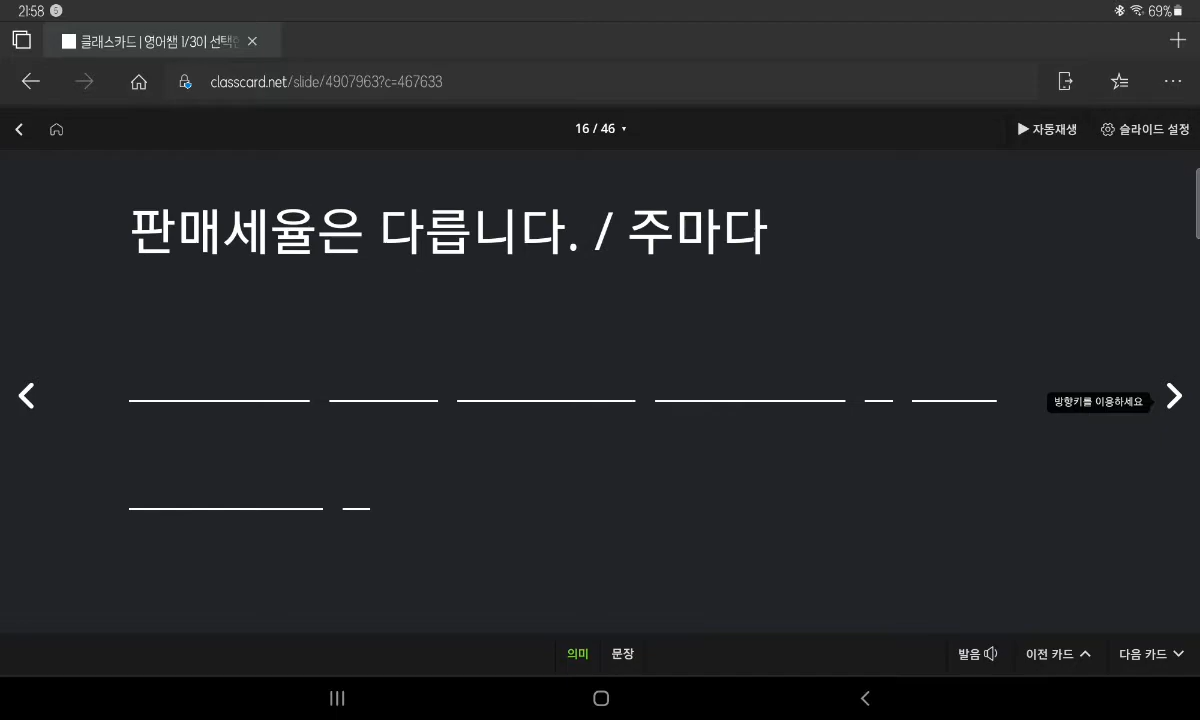 21:58
69%
클래스카드 | 영어쌤 1/3이 선택한
classcard.net/slide/4907963?c=467633
16 / 46
자동재생
슬라이드 설정
판매세율은 다릅니다. / 주마다
방향키를 이용하세요
의미
문장
발음
이전 카드
다음 카드